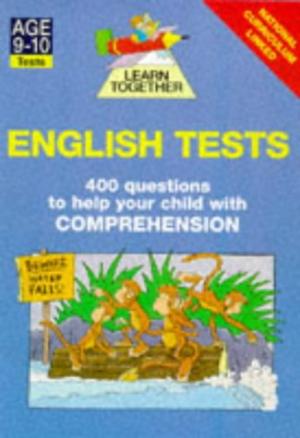 AGE
9-10
Tests
NATIONAL
CURRICULUM
LINKED
LEARN
TOGETHER
ENGLISH TESTS
400 questions
to help your child with
COMPREHENSION
BEWARE
WATER
FALLS!